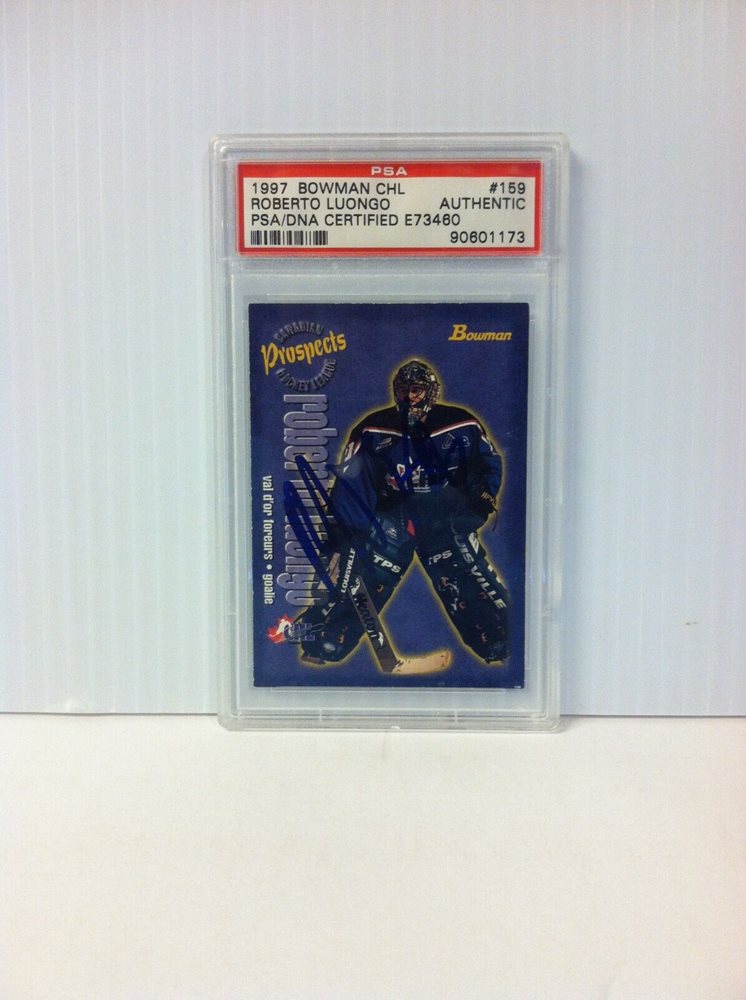 PSA
1997 BOWMAN CHL #159
ROBERTO LUONGO AUTHENTIC
PSA/DNA CERTIFIED E73460
90601173
CANADIAN
Prospects
HOCKEY LEAGUE
Bowman
roberto luongo
val d'or foreurs • goalie
TPS
TPS
LOUISVILLE
LOUISVILLE